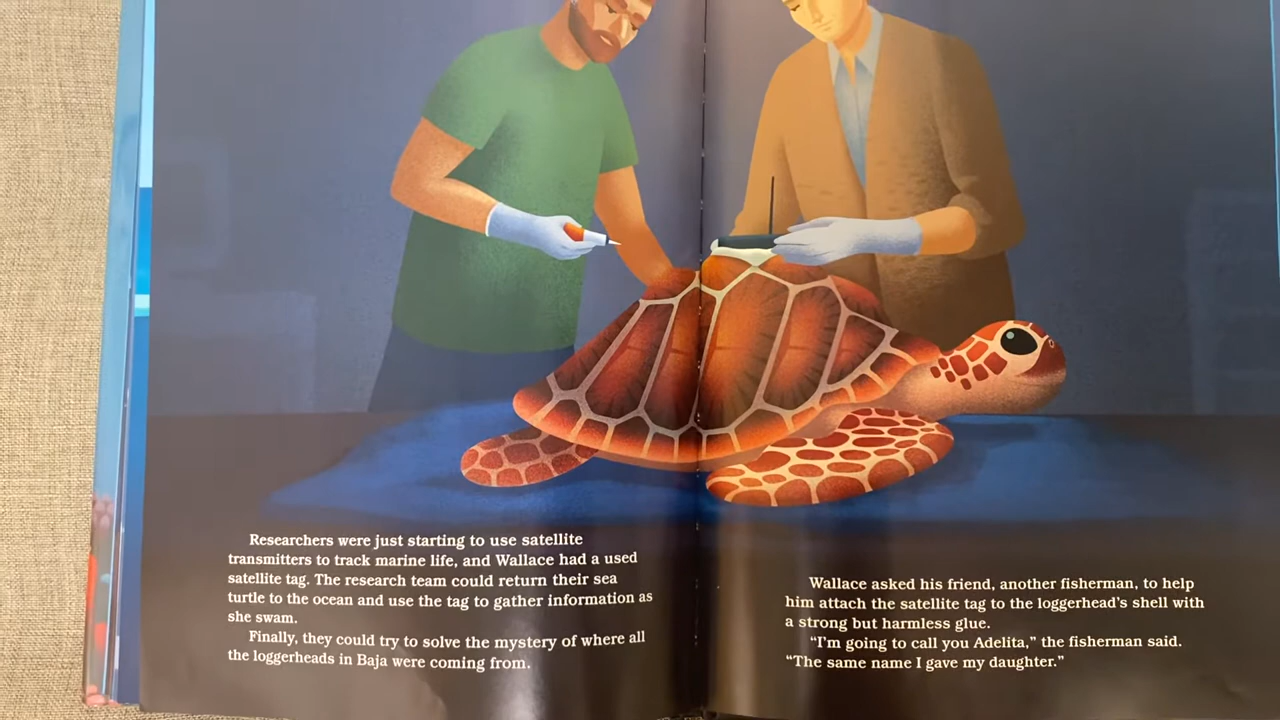 Researchers were just starting to use satellite
transmitters to track marine life, and Wallace had a used
satellite tag. The research team could return their sea
turtle to the ocean and use the tag to gather information as
she swam.
Finally, they could try to solve the mystery of where all
the loggerheads in Baja were coming from.
Wallace asked his friend, another fisherman, to help
him attach the satellite tag to the loggerhead's shell with
a strong but harmless glue.
“I'm going to call you Adelita,” the fisherman said.
“The same name I gave my daughter.”